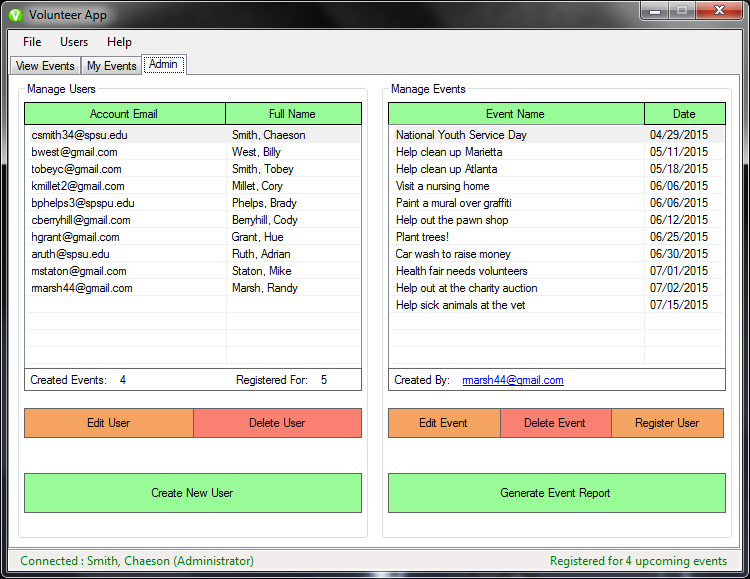 Volunteer App
File Users Help
View Events My Events Admin
Manage Users
Account Email Full Name
csmith34@spsu.edu Smith, Chaeson
bwest@gmail.com West, Billy
tobeyc@gmail.com Smith, Tobey
kmillet2@gmail.com Millet, Cory
bphelps3@spspu.edu Phelps, Brady
cberryhill@gmail.com Berryhill, Cody
hgrant@gmail.com Grant, Hue
aruth@spsu.edu Ruth, Adrian
mstaton@gmail.com Staton, Mike
rmarsh44@gmail.com Marsh, Randy
Created Events: 4 Registered For: 5
Edit User Delete User
Create New User
Manage Events
Event Name Date
National Youth Service Day 04/29/2015
Help clean up Marietta 05/11/2015
Help clean up Atlanta 05/18/2015
Visit a nursing home 06/06/2015
Paint a mural over graffiti 06/06/2015
Help out the pawn shop 06/12/2015
Plant trees! 06/25/2015
Car wash to raise money 06/30/2015
Health fair needs volunteers 07/01/2015
Help out at the charity auction 07/02/2015
Help sick animals at the vet 07/15/2015
Created By: rmarsh44@gmail.com
Edit Event Delete Event Register User
Generate Event Report
Connected : Smith, Chaeson (Administrator) Registered for 4 upcoming events